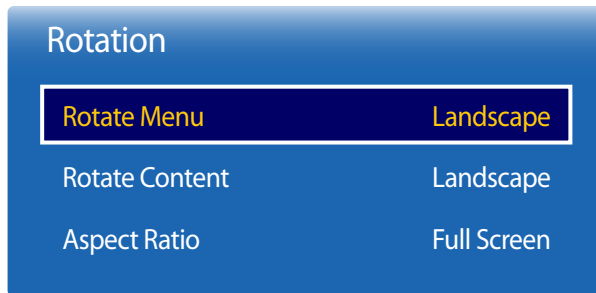 Rotation
Rotate Menu Landscape
Rotate Content Landscape
Aspect Ratio Full Screen